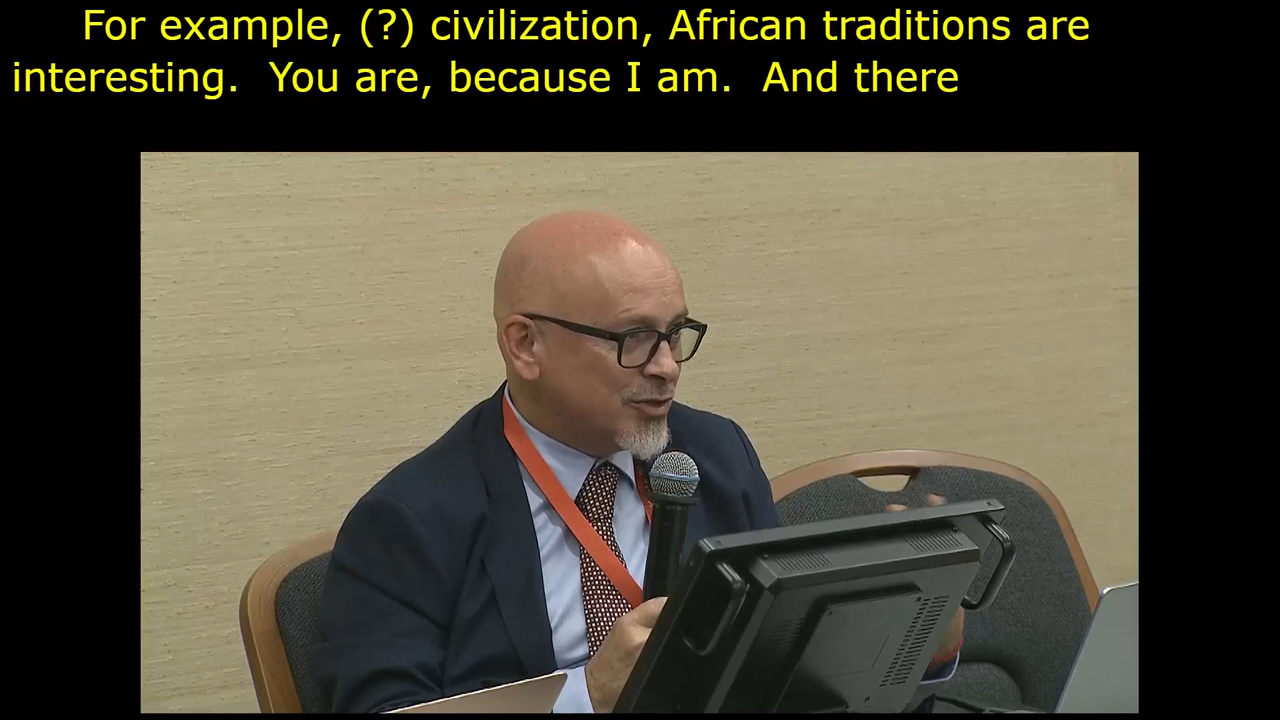 For example, (?) civilization, African traditions are
interesting.  You are, because I am.  And there